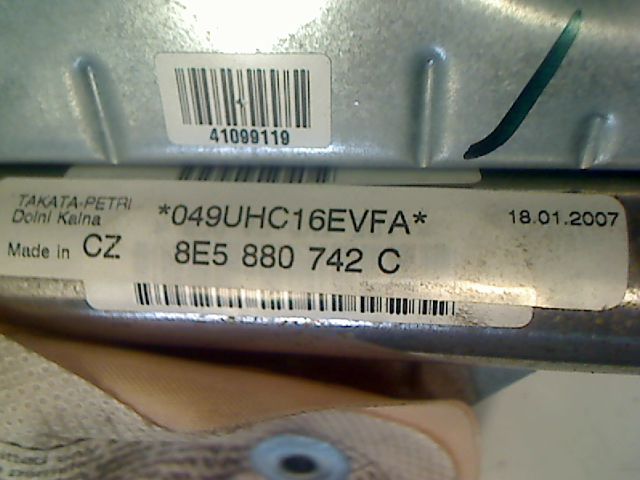 41099119
TAKATA-PETRI
Dolni Kalna
*049UHC16EVFA*
18.01.2007
Made in CZ
8E5 880 742 C